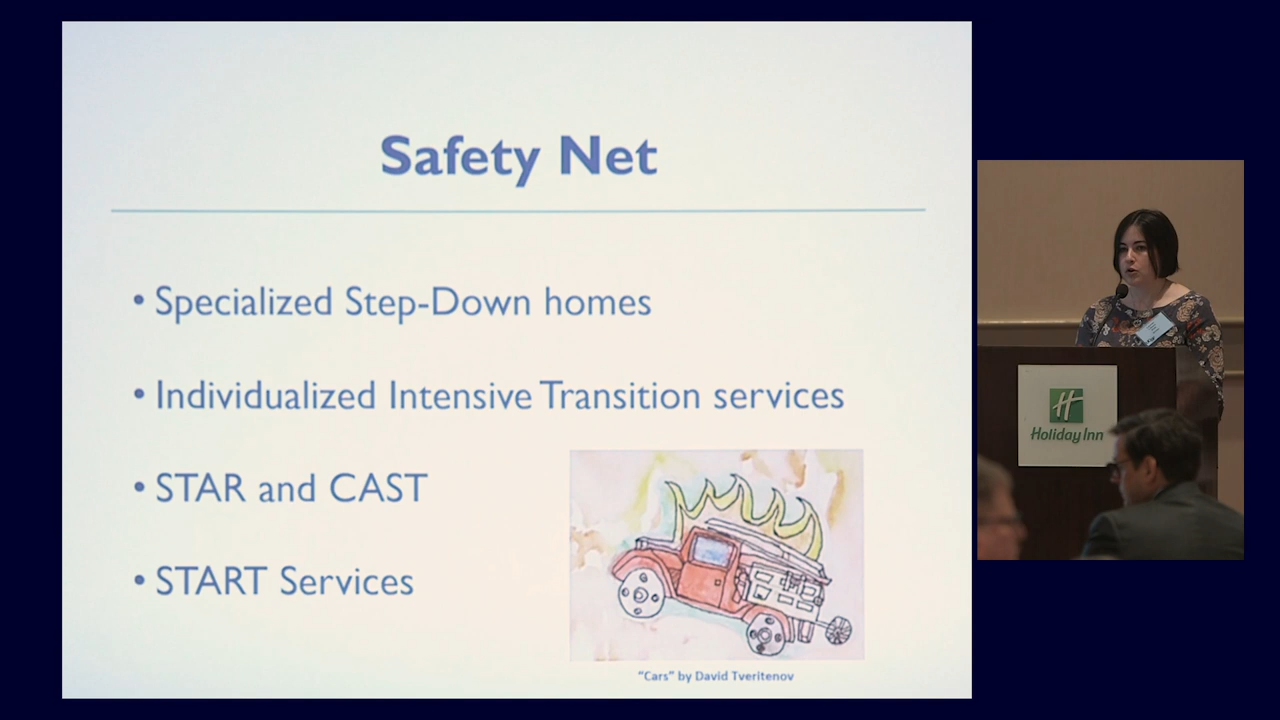 Safety Net
• Specialized Step-Down homes
• Individualized Intensive Transition services
• STAR and CAST
• START Services
"Cars" by David Tveritenov
H
Holiday Inn